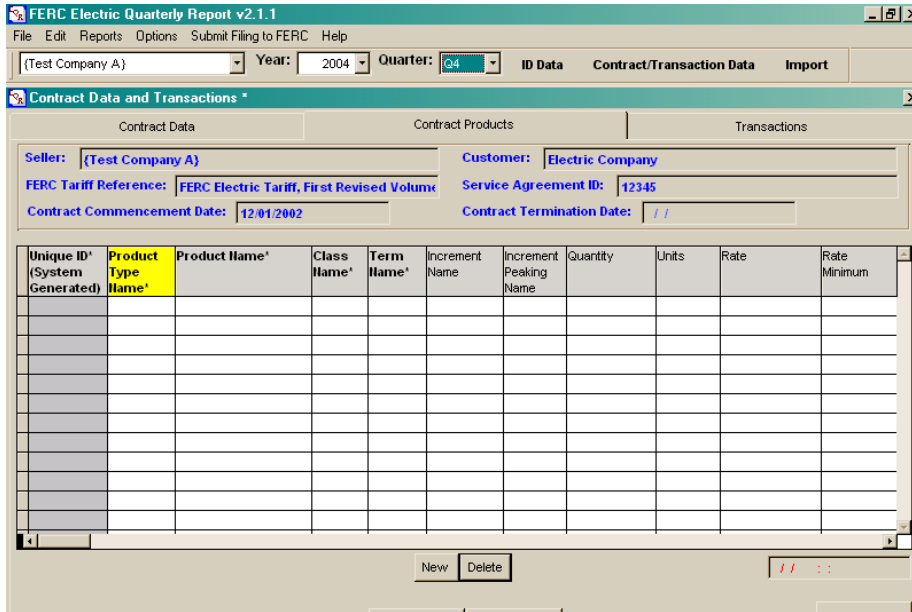 FERC Electric Quarterly Report v2.1.1
File Edit Reports Options Submit Filing to FERC Help
{Test Company A} Year: 2004 Quarter: Q4 ID Data Contract/Transaction Data Import
Contract Data and Transactions *
Contract Data Contract Products Transactions
Seller: {Test Company A} Customer: Electric Company
FERC Tariff Reference: FERC Electric Tariff, First Revised Volume Service Agreement ID: 12345
Contract Commencement Date: 12/01/2002 Contract Termination Date: / /
Unique ID* Product Product Name* Class Term Increment Increment Quantity Units Rate Rate
(System Type Name* Name* Name Peaking Minimum
Generated) Name* Name
New Delete / / : :